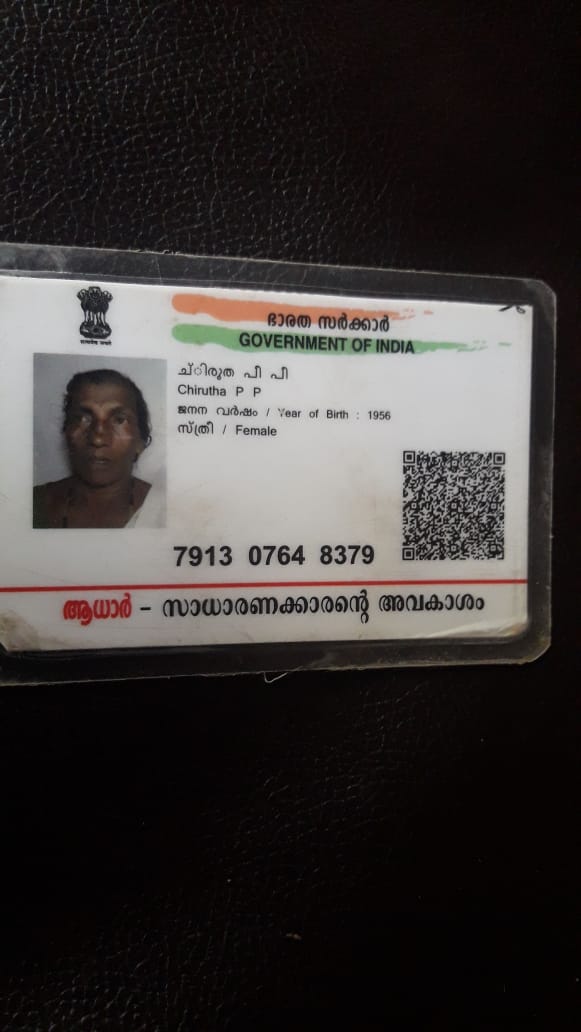 ഭാരത സർക്കാർ
GOVERNMENT OF INDIA
ച്ിരുത പീ പീ
Chirutha P P
ജനന വർഷം / Year of Birth : 1956
സ്ത്രീ / Female
7913 0764 8379
ആധാർ - സാധാരണക്കാരന്റെ അവകാശം